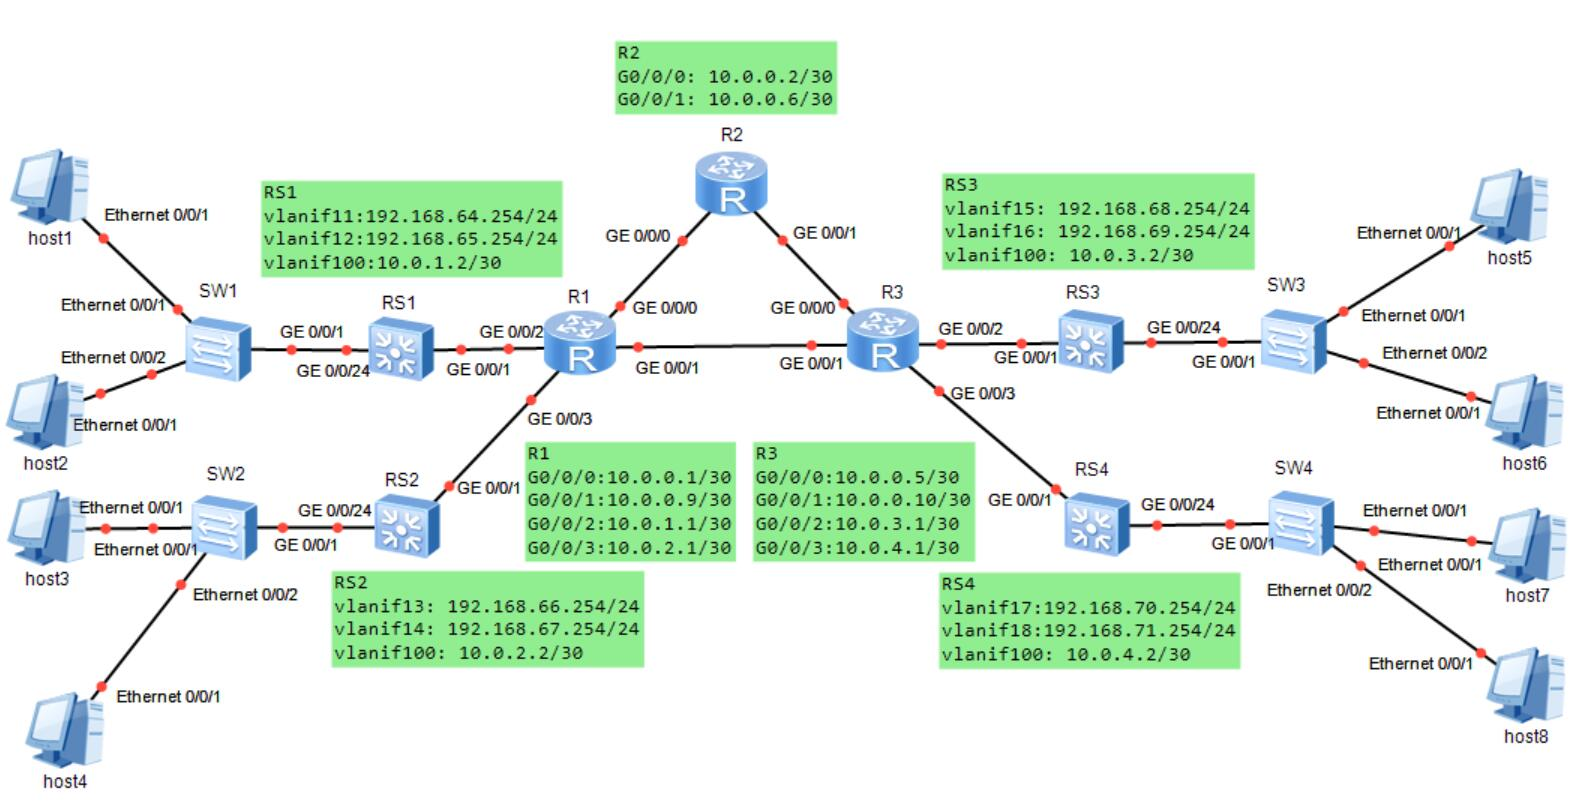 R2
G0/0/0: 10.0.0.2/30
G0/0/1: 10.0.0.6/30
R2
R
GE 0/0/0
GE 0/0/1
host1
Ethernet 0/0/1
RS1
vlanif11:192.168.64.254/24
vlanif12:192.168.65.254/24
vlanif100:10.0.1.2/30
RS3
vlanif15: 192.168.68.254/24
vlanif16: 192.168.69.254/24
vlanif100: 10.0.3.2/30
Ethernet 0/0/1
host5
Ethernet 0/0/1
SW1
Ethernet 0/0/2
GE 0/0/1
GE 0/0/24
RS1
GE 0/0/2
GE 0/0/1
R1
R
GE 0/0/0
GE 0/0/1
GE 0/0/3
R3
R
GE 0/0/0
GE 0/0/1
GE 0/0/2
GE 0/0/3
RS3
GE 0/0/1
GE 0/0/24
GE 0/0/1
SW3
Ethernet 0/0/1
Ethernet 0/0/2
Ethernet 0/0/1
host6
Ethernet 0/0/1
host2
R1
G0/0/0:10.0.0.1/30
G0/0/1:10.0.0.9/30
G0/0/2:10.0.1.1/30
G0/0/3:10.0.2.1/30
R3
G0/0/0:10.0.0.5/30
G0/0/1:10.0.0.10/30
G0/0/2:10.0.3.1/30
G0/0/3:10.0.4.1/30
SW2
Ethernet 0/0/1
Ethernet 0/0/1
host3
GE 0/0/24
GE 0/0/1
RS2
GE 0/0/1
Ethernet 0/0/2
Ethernet 0/0/1
host4
RS2
vlanif13: 192.168.66.254/24
vlanif14: 192.168.67.254/24
vlanif100: 10.0.2.2/30
RS4
GE 0/0/1
GE 0/0/24
GE 0/0/1
SW4
Ethernet 0/0/1
Ethernet 0/0/1
host7
Ethernet 0/0/2
Ethernet 0/0/1
host8
RS4
vlanif17:192.168.70.254/24
vlanif18:192.168.71.254/24
vlanif100: 10.0.4.2/30